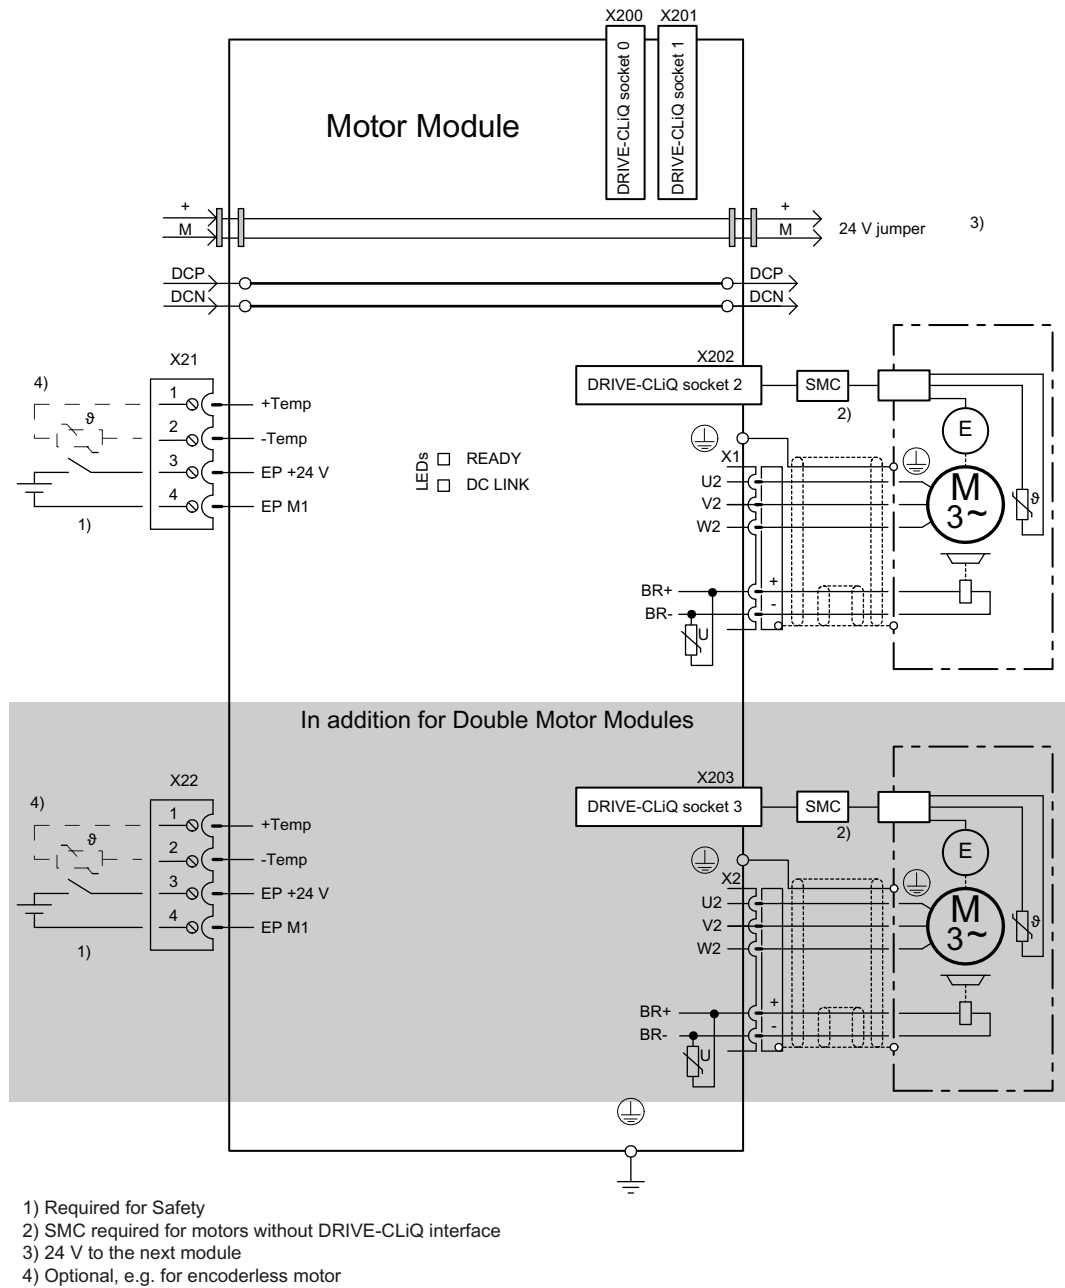 X200 X201
DRIVE-CLiQ socket 0
DRIVE-CLiQ socket 1
Motor Module
+ +
M M 24 V jumper 3)
DCP DCP
DCN DCN
X21
4)
ϑ
1 +Temp
2 -Temp
3 EP +24 V
4 EP M1
1)
LEDs
READY
DC LINK
X202
DRIVE-CLiQ socket 2 SMC
2)
E
X1
U2
V2
W2
M
3~
ϑ
BR+ +
BR- -
U
In addition for Double Motor Modules
X22
4)
ϑ
1 +Temp
2 -Temp
3 EP +24 V
4 EP M1
1)
X203
DRIVE-CLiQ socket 3 SMC
2)
E
X2
U2
V2
W2
M
3~
ϑ
BR+ +
BR- -
U
1) Required for Safety
2) SMC required for motors without DRIVE-CLiQ interface
3) 24 V to the next module
4) Optional, e.g. for encoderless motor